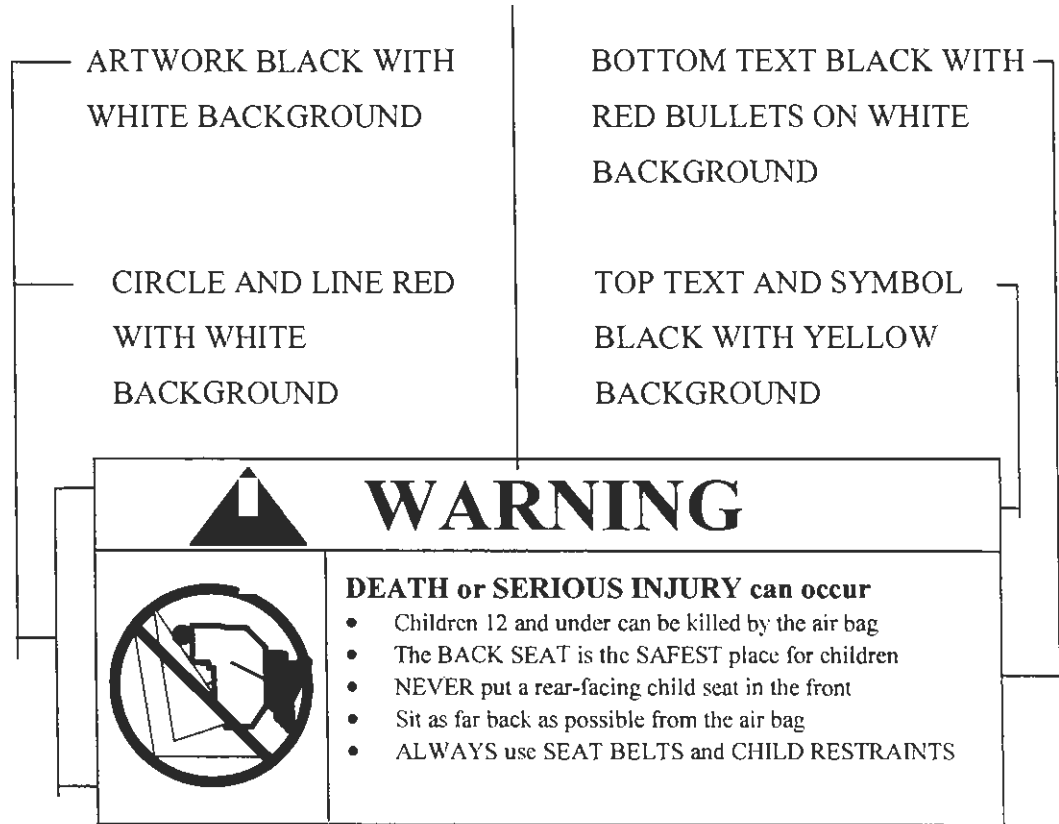 ARTWORK BLACK WITH
WHITE BACKGROUND
BOTTOM TEXT BLACK WITH
RED BULLETS ON WHITE
BACKGROUND
CIRCLE AND LINE RED
WITH WHITE
BACKGROUND
TOP TEXT AND SYMBOL
BLACK WITH YELLOW
BACKGROUND
WARNING
DEATH or SERIOUS INJURY can occur
• Children 12 and under can be killed by the air bag
• The BACK SEAT is the SAFEST place for children
• NEVER put a rear-facing child seat in the front
• Sit as far back as possible from the air bag
• ALWAYS use SEAT BELTS and CHILD RESTRAINTS